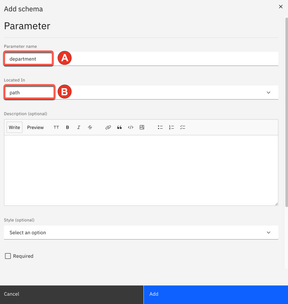 Add schema
Parameter
Parameter name
department
A
Located in
path
B
Description (optional)
Write Preview
Style (optional)
Select an option
Required
Cancel
Add